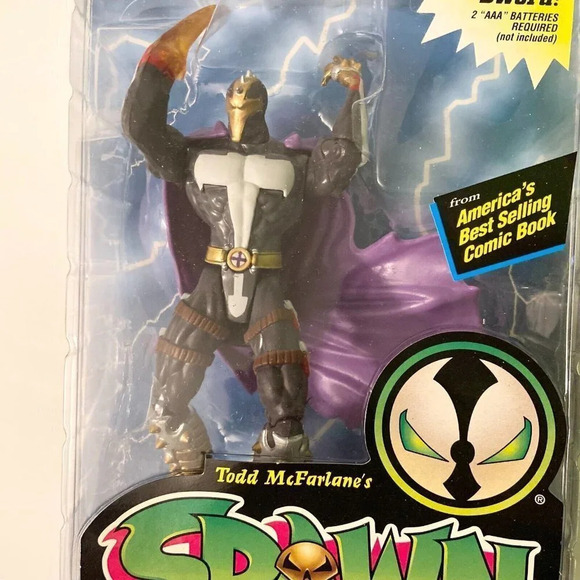 Sword!
2 "AAA" BATTERIES
REQUIRED
(not included)
from
America's
Best Selling
Comic Book
Todd McFarlane's
®
SPAWN